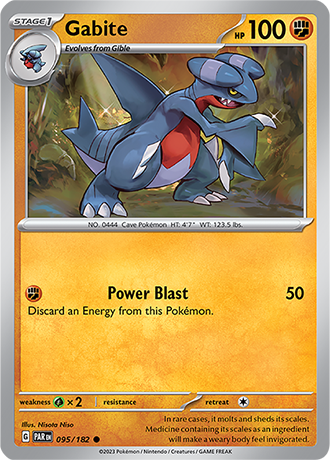 STAGE 1
Gabite
HP 100
Evolves from Gible
NO. 0444 Cave Pokémon HT: 4'7" WT: 123.5 lbs.
Power Blast 50
Discard an Energy from this Pokémon.
weakness ×2 resistance retreat
Illus. Hisato Niso
In rare cases, it molts and sheds its scales.
Medicine containing its scales as an ingredient
will make a weary body feel invigorated.
G PAR EN 095/182
©2023 Pokémon / Nintendo / Creatures / GAME FREAK